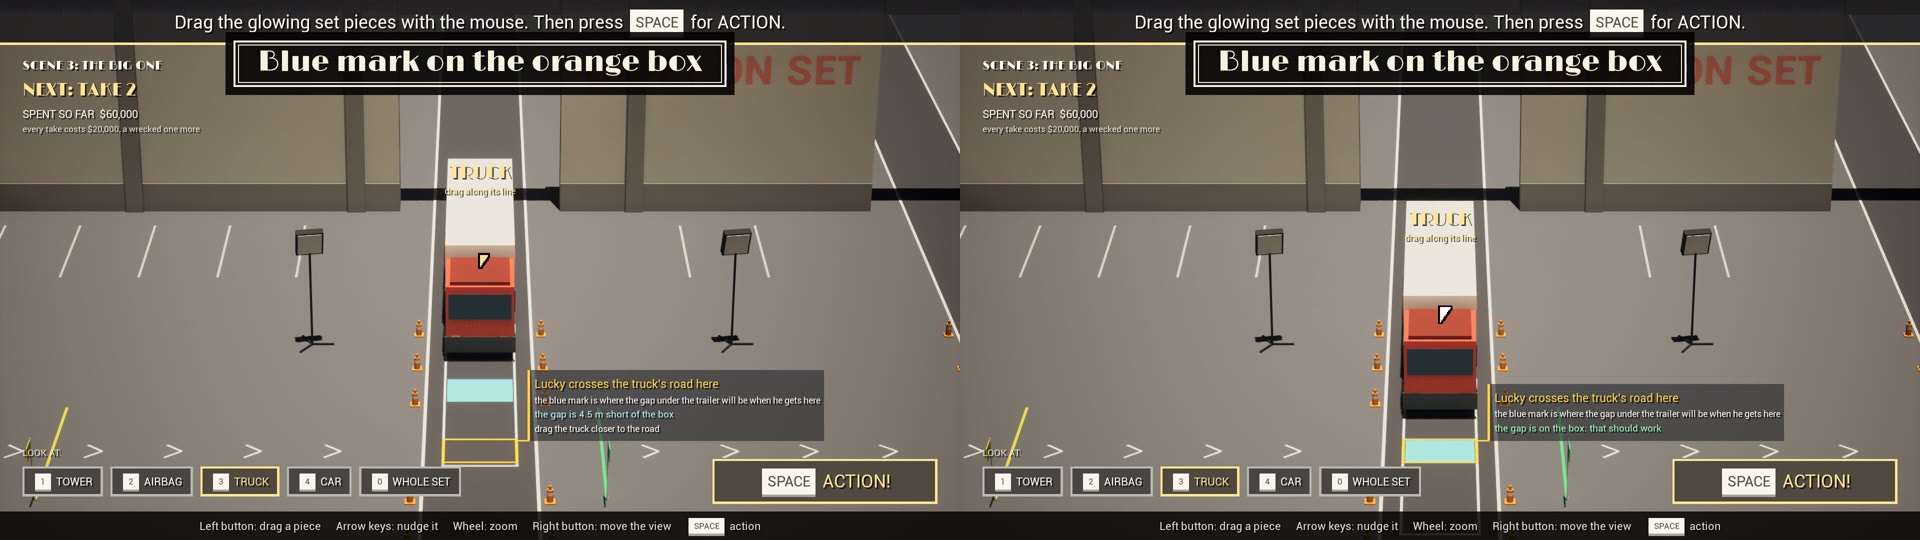 Drag the glowing set pieces with the mouse. Then press SPACE for ACTION.
Blue mark on the orange box
ON SET
SCENE 3: THE BIG ONE
NEXT: TAKE 2
SPENT SO FAR $60,000
every take costs $20,000, a wrecked one more
TRUCK
drag along its line
Lucky crosses the truck's road here
the blue mark is where the gap under the trailer will be when he gets here
the gap is 4.5 m short of the box
drag the truck closer to the road
LOOK AT:
1 TOWER 2 AIRBAG 3 TRUCK 4 CAR 0 WHOLE SET
SPACE ACTION!
Left button: drag a piece Arrow keys: nudge it Wheel: zoom Right button: move the view SPACE action
Drag the glowing set pieces with the mouse. Then press SPACE for ACTION.
Blue mark on the orange box
ON SET
SCENE 3: THE BIG ONE
NEXT: TAKE 2
SPENT SO FAR $60,000
every take costs $20,000, a wrecked one more
TRUCK
drag along its line
Lucky crosses the truck's road here
the blue mark is where the gap under the trailer will be when he gets here
the gap is on the box: that should work
LOOK AT:
1 TOWER 2 AIRBAG 3 TRUCK 4 CAR 0 WHOLE SET
SPACE ACTION!
Left button: drag a piece Arrow keys: nudge it Wheel: zoom Right button: move the view SPACE action